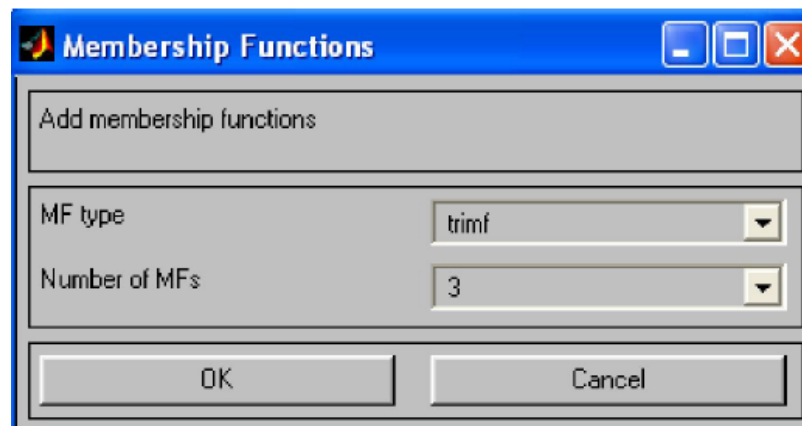 Membership Functions
Add membership functions
MF type
trimf
Number of MFs
3
OK
Cancel